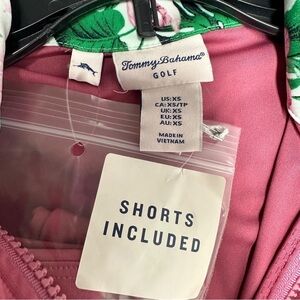 Tommy Bahama®
GOLF
US: XS
CA: XS/TP
UK: XS
EU: XS
AU: XS
MADE IN
VIETNAM
SHORTS
INCLUDED